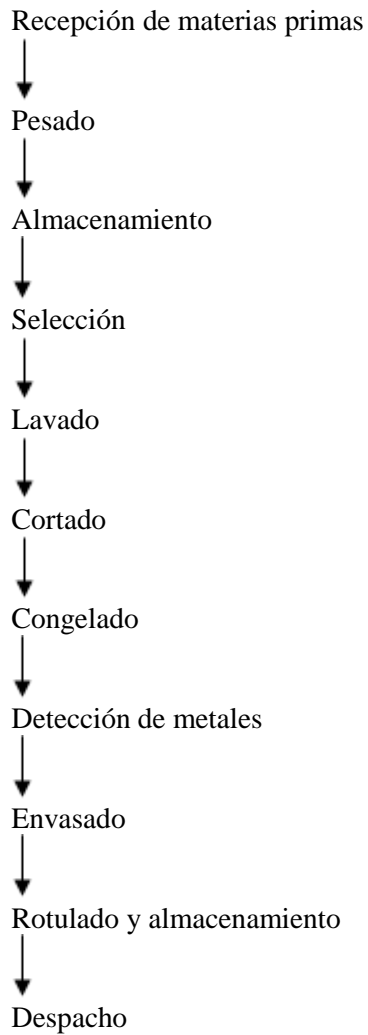 Recepción de materias primas
Pesado
Almacenamiento
Selección
Lavado
Cortado
Congelado
Detección de metales
Envasado
Rotulado y almacenamiento
Despacho